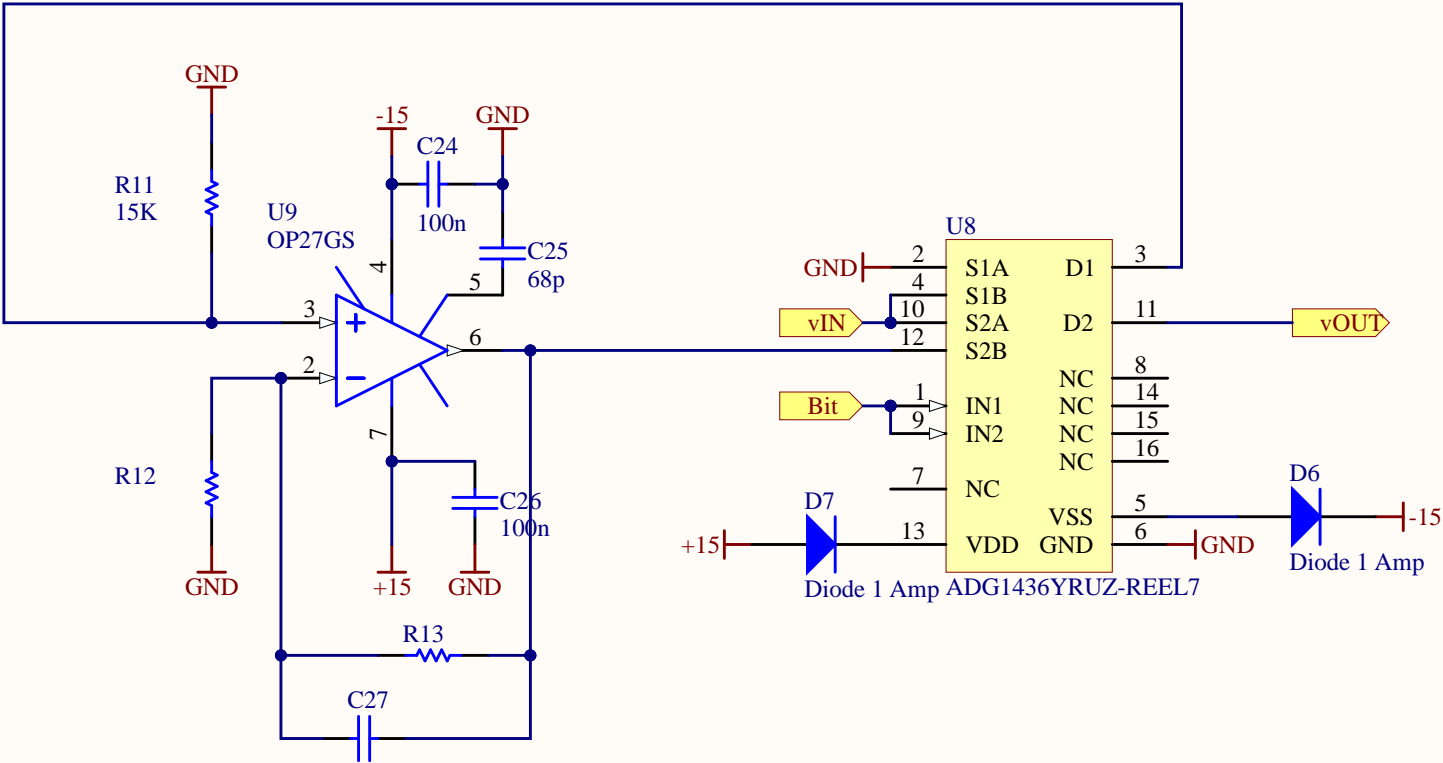 GND
-15
GND
C24
100n
R11
15K
U9
OP27GS
4
C25
68p
5
3
6
2
7
R12
GND
+15
GND
C26
100n
R13
C27
U8
GND
2
S1A
D1
3
4
S1B
vIN
10
S2A
D2
11
vOUT
12
S2B
NC
8
Bit
1
IN1
NC
14
9
IN2
NC
15
NC
16
7
NC
D7
D6
VSS
5
-15
+15
13
VDD
GND
6
GND
Diode 1 Amp
Diode 1 Amp
ADG1436YRUZ-REEL7